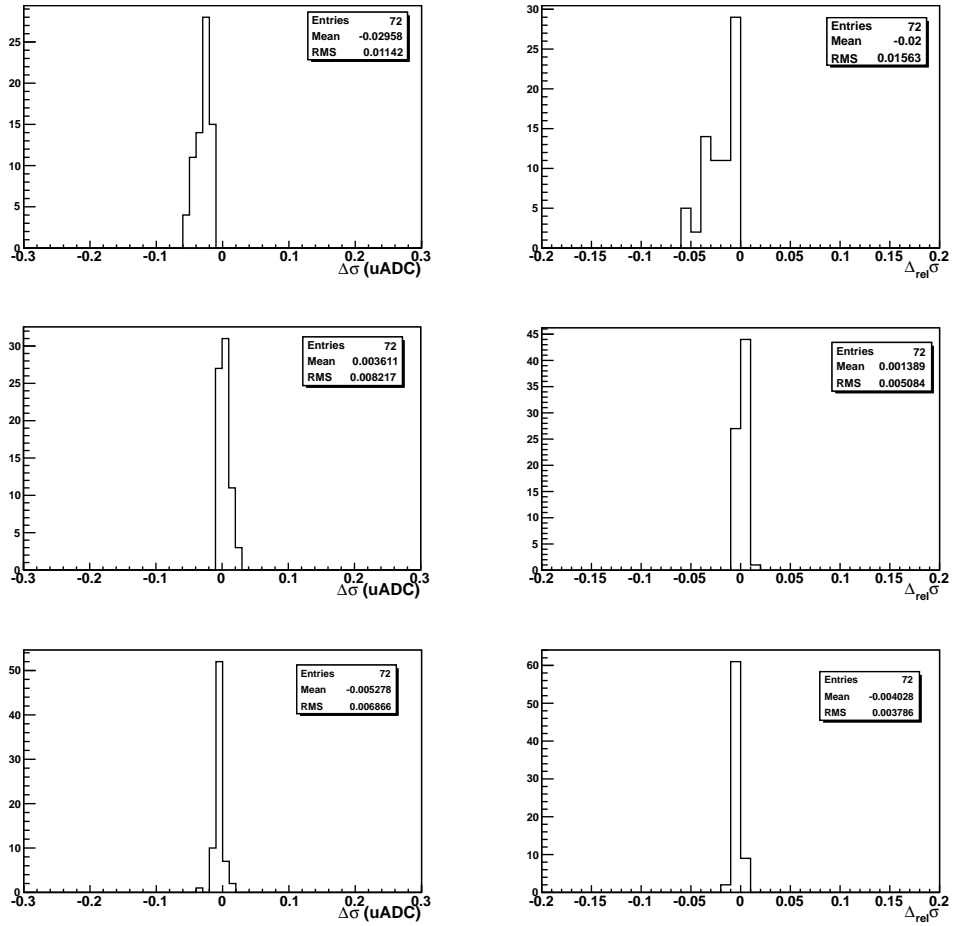 Entries 72
Mean -0.02958
RMS 0.01142
25
20
15
10
5
0
-0.3 -0.2 -0.1 0 0.1 0.2 0.3
Δσ (uADC)
30
Entries 72
Mean -0.02
RMS 0.01563
25
20
15
10
5
0
-0.2 -0.15 -0.1 -0.05 0 0.05 0.1 0.15 0.2
Δrelσ
Entries 72
Mean 0.003611
RMS 0.008217
30
25
20
15
10
5
0
-0.3 -0.2 -0.1 0 0.1 0.2 0.3
Δσ (uADC)
45
Entries 72
Mean 0.001389
RMS 0.005084
40
35
30
25
20
15
10
5
0
-0.2 -0.15 -0.1 -0.05 0 0.05 0.1 0.15 0.2
Δrelσ
Entries 72
Mean -0.005278
RMS 0.006866
50
40
30
20
10
0
-0.3 -0.2 -0.1 0 0.1 0.2 0.3
Δσ (uADC)
Entries 72
Mean -0.004028
RMS 0.003786
60
50
40
30
20
10
0
-0.2 -0.15 -0.1 -0.05 0 0.05 0.1 0.15 0.2
Δrelσ